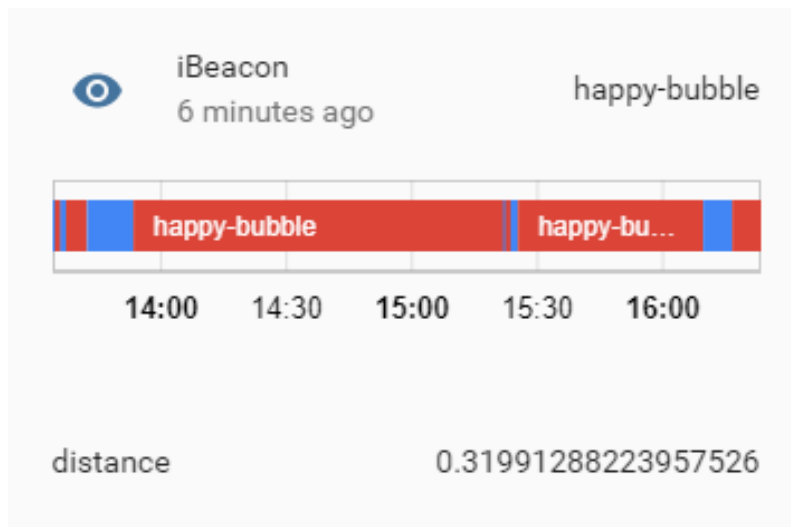 iBeacon
6 minutes ago
happy-bubble
happy-bubble
happy-bu...
14:00 14:30 15:00 15:30 16:00
distance 0.31991288223957526